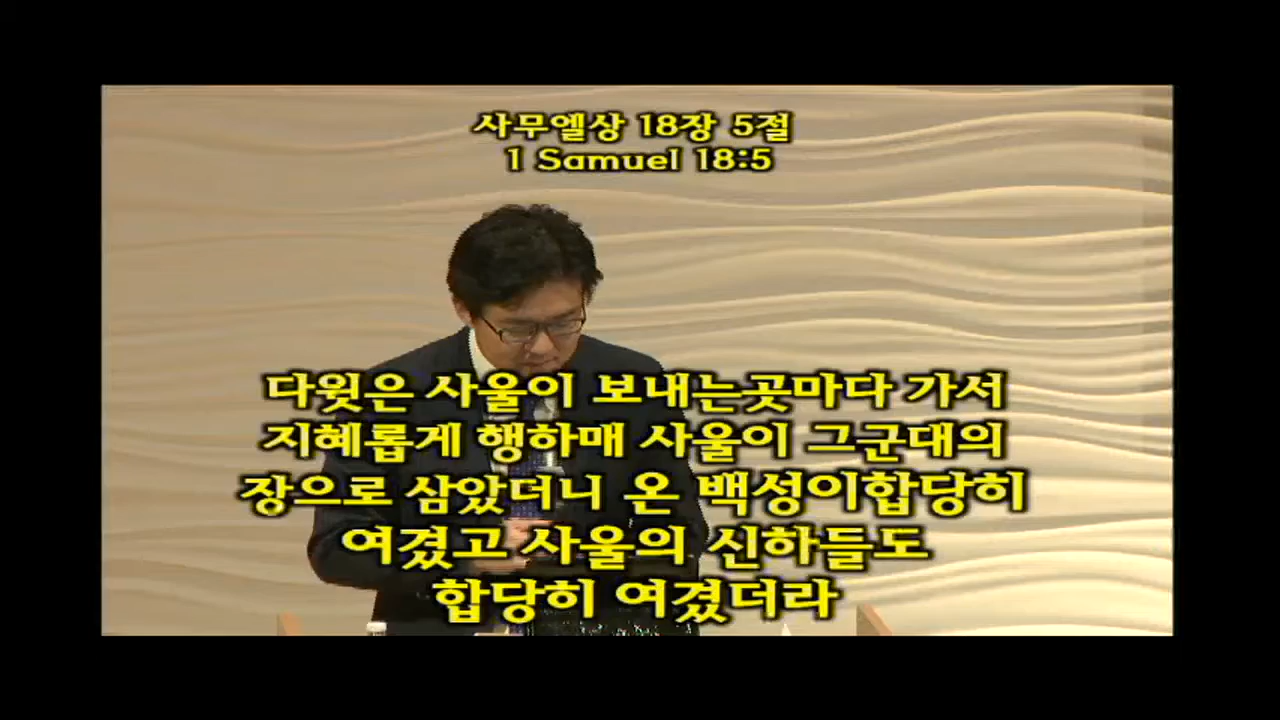 사무엘상 18장 5절
1 Samuel 18:5
다윗은 사울이 보내는곳마다 가서
지혜롭게 행하매 사울이 그군대의
장으로 삼았더니 온 백성이합당히
여겼고 사울의 신하들도
합당히 여겼더라